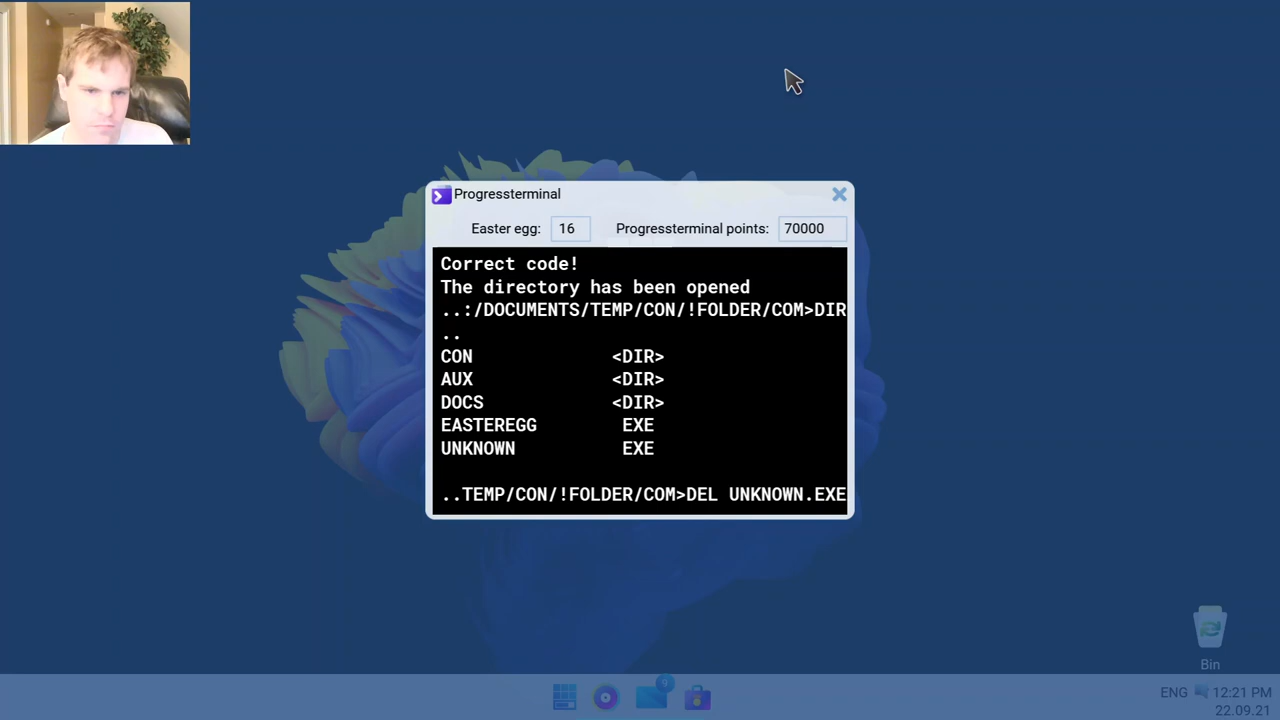 Progressterminal
Easter egg: 16 Progressterminal points: 70000
Correct code!
The directory has been opened
..:/DOCUMENTS/TEMP/CON/!FOLDER/COM>DIR
..
CON <DIR>
AUX <DIR>
DOCS <DIR>
EASTEREGG EXE
UNKNOWN EXE
..TEMP/CON/!FOLDER/COM>DEL UNKNOWN.EXE
Bin
9
ENG 12:21 PM
22.09.21